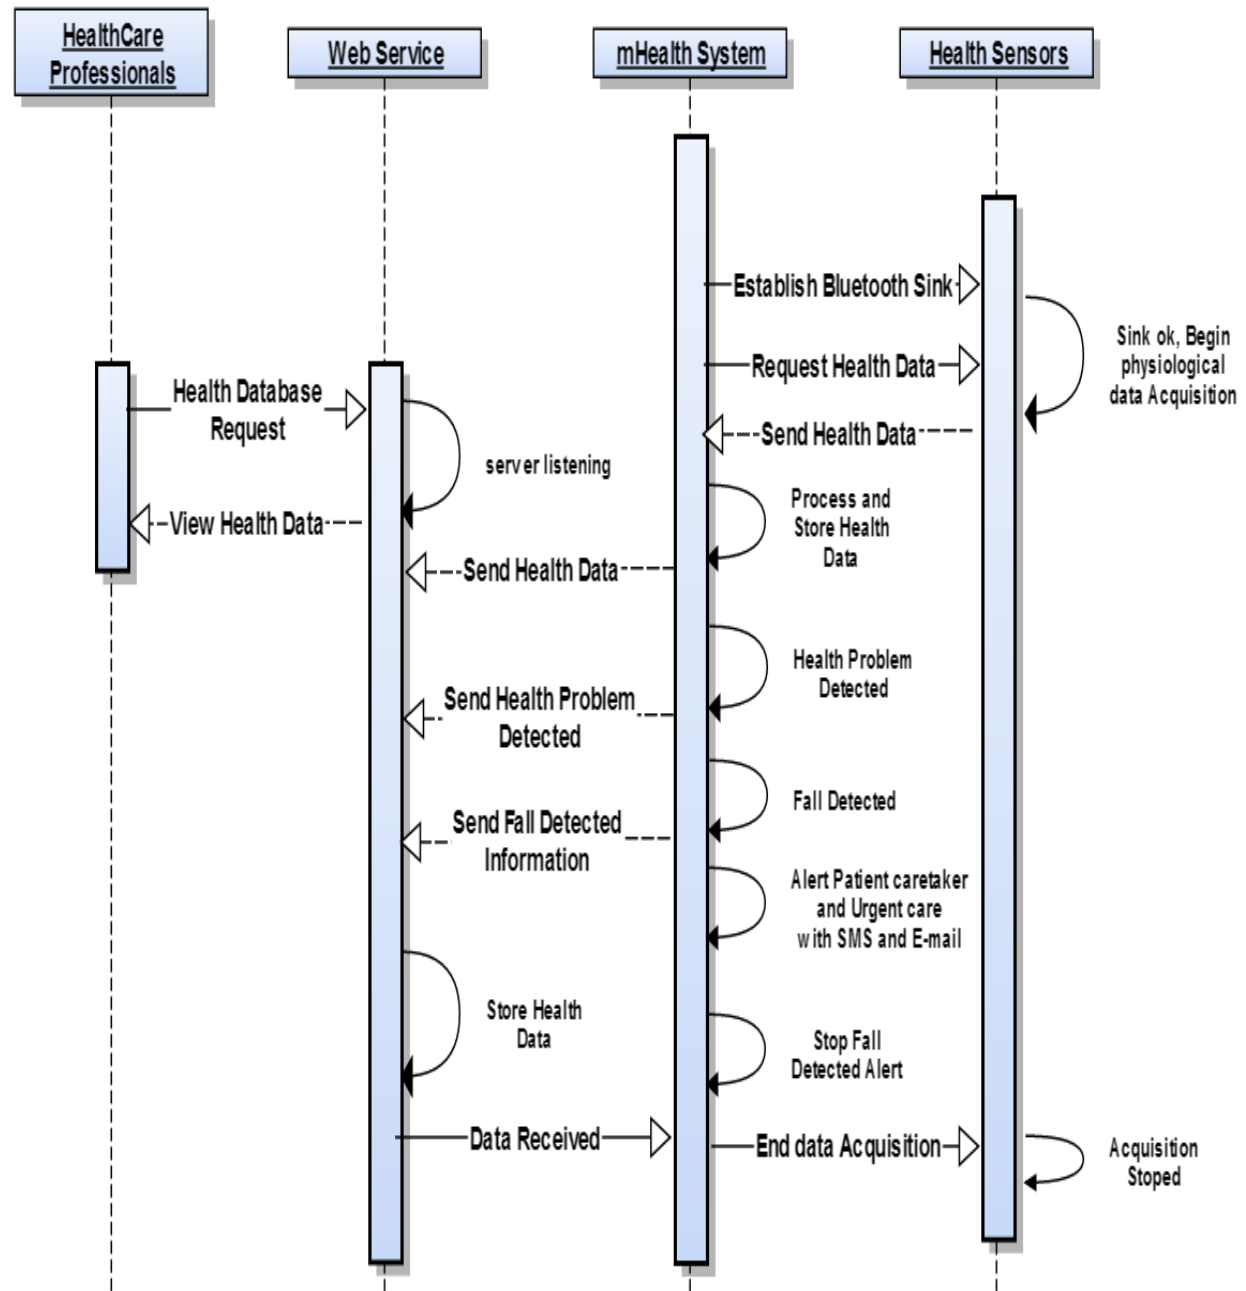 HealthCare
Professionals
Web Service
mHealth System
Health Sensors
Establish Bluetooth Sink
Sink ok, Begin
physiological
data Acquisition
Request Health Data
Health Database
Request
Send Health Data
server listening
Process and
Store Health
Data
View Health Data
Send Health Data
Health Problem
Detected
Send Health Problem
Detected
Fall Detected
Send Fall Detected
Information
Alert Patient caretaker
and Urgent care
with SMS and E-mail
Store Health
Data
Stop Fall
Detected Alert
Data Received
End data Acquisition
Acquisition
Stoped